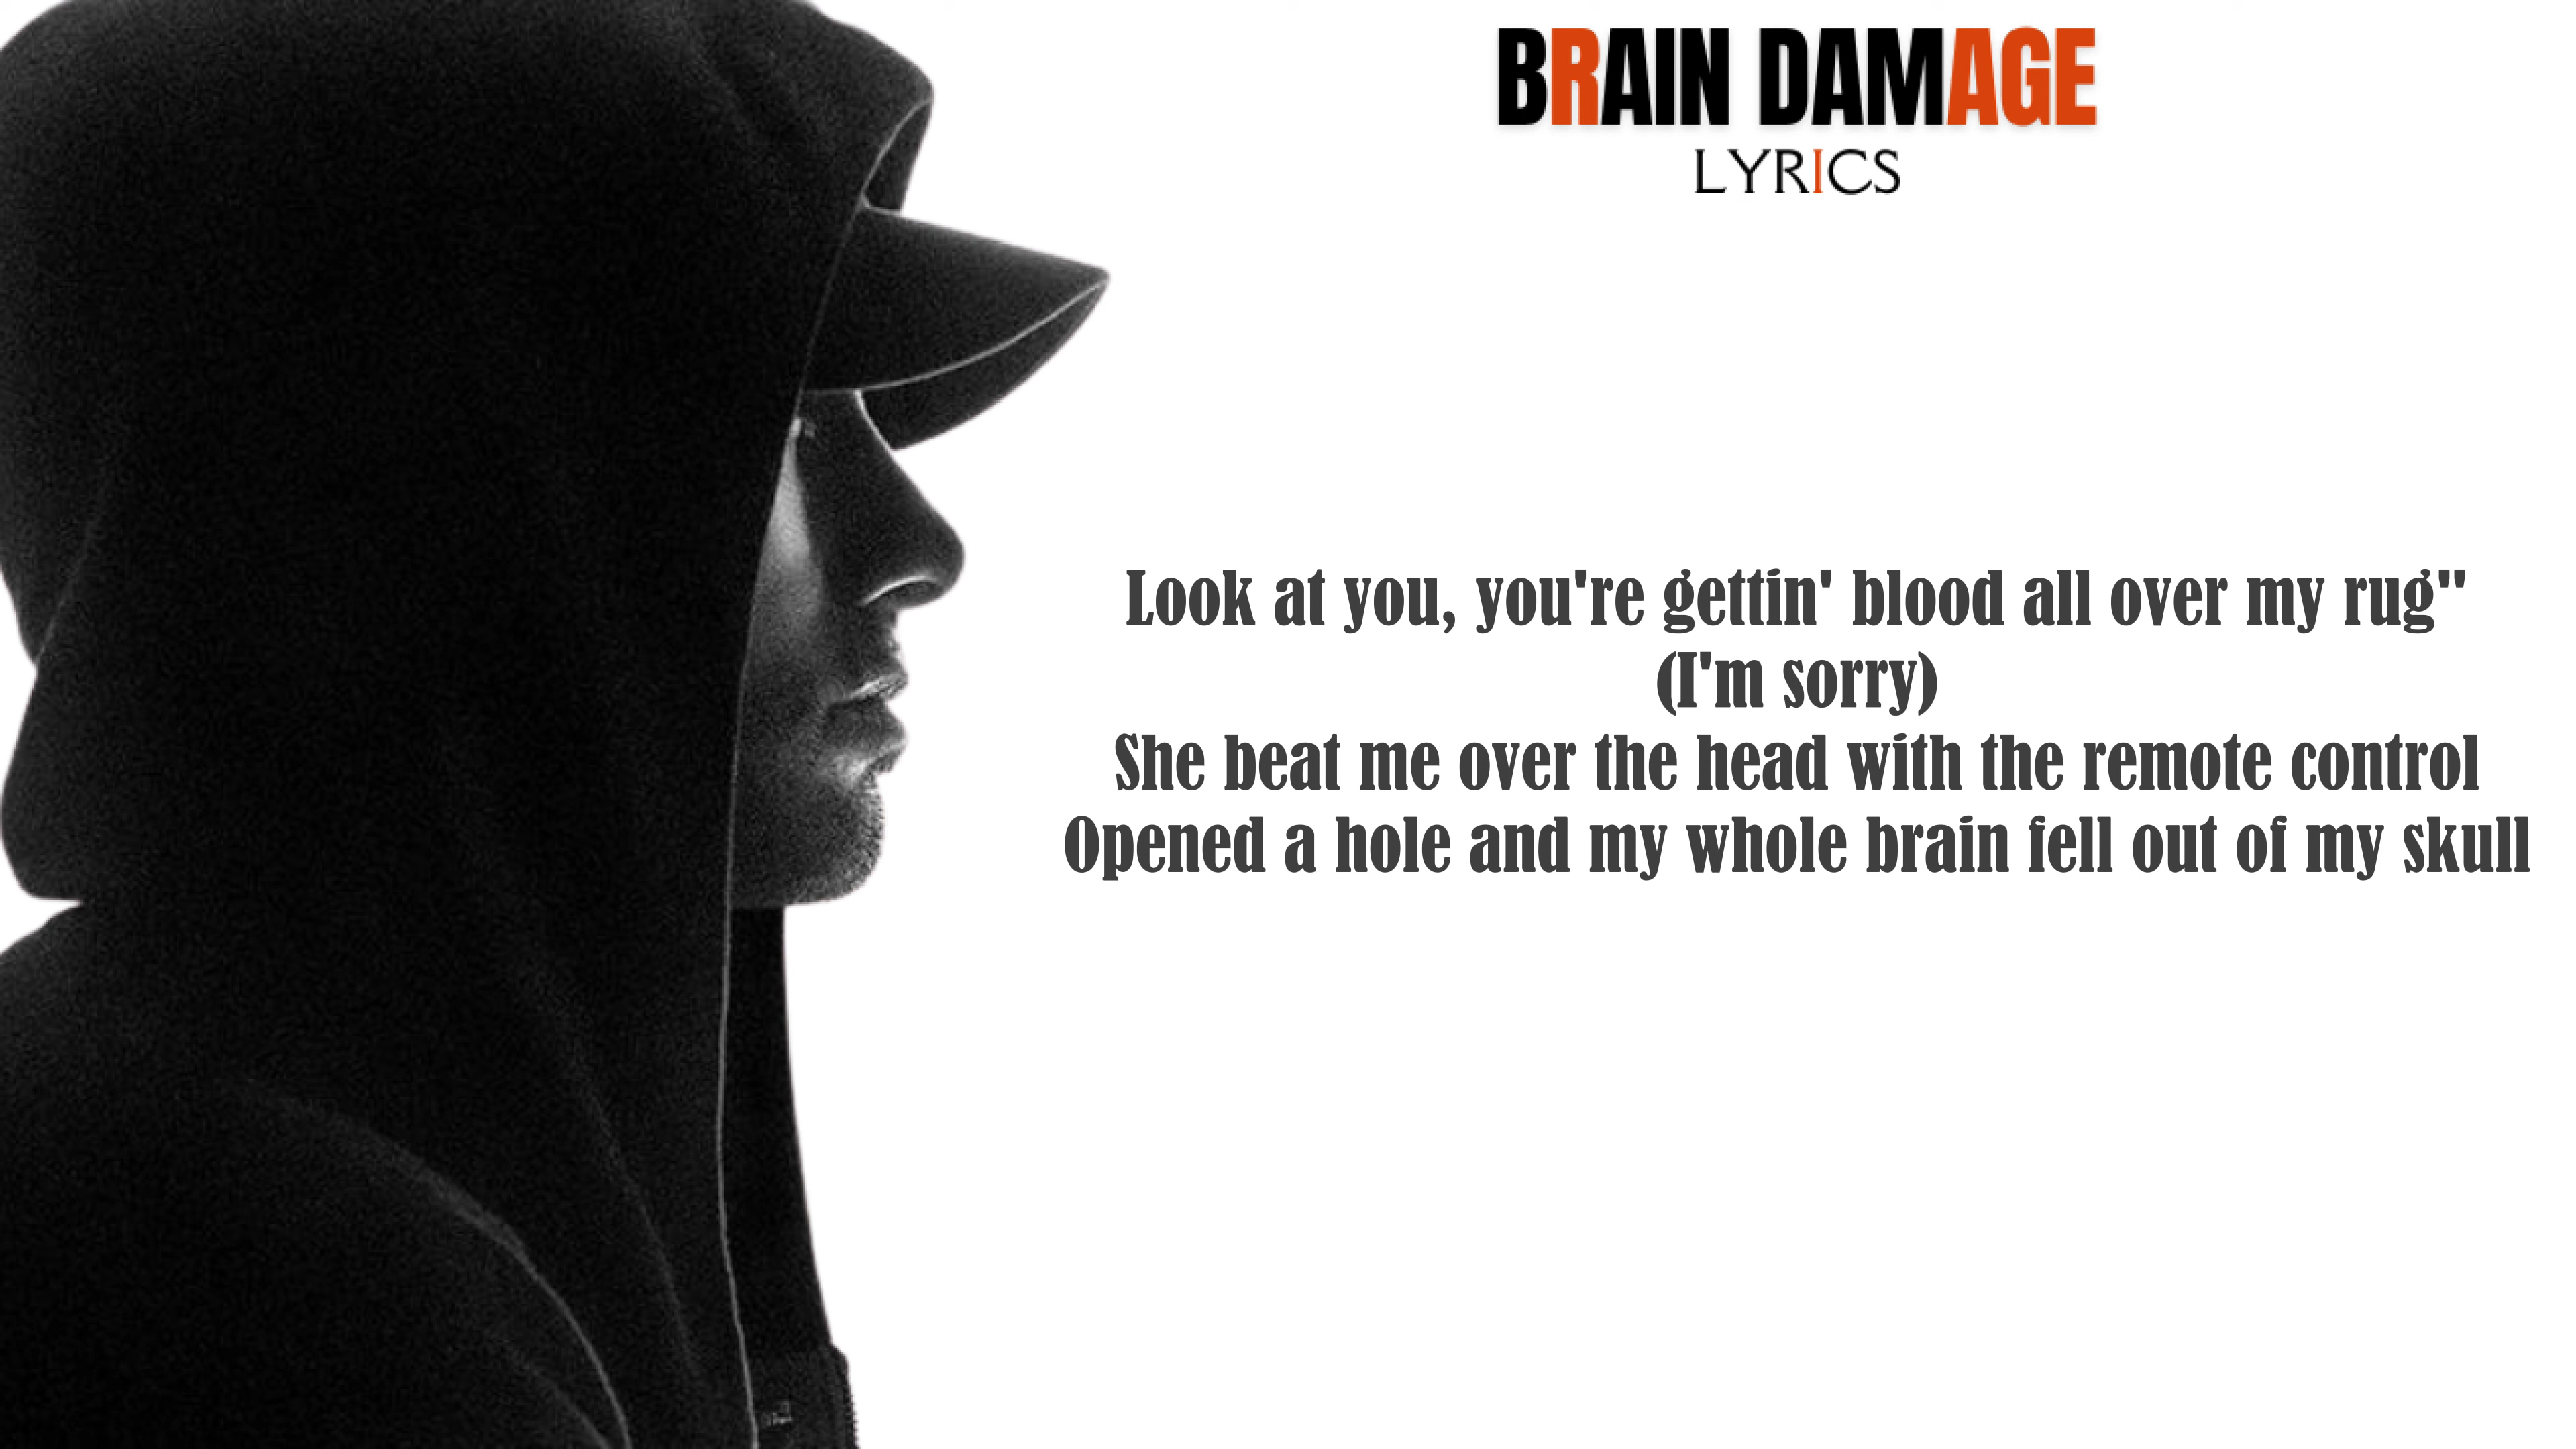 BRAIN DAMAGE
LYRICS
Look at you, you're gettin' blood all over my rug"
(I'm sorry)
She beat me over the head with the remote control
Opened a hole and my whole brain fell out of my skull